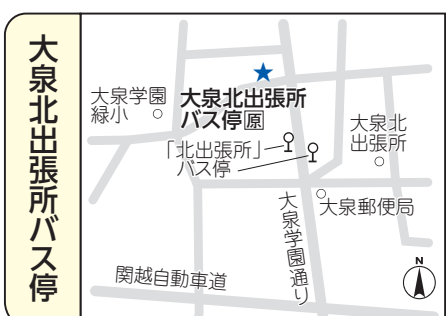 大泉北出張所バス停
大泉学園
緑小
大泉北出張所
バス停原
大泉北
出張所
「北出張所」
バス停
大泉郵便局
大泉学園通り
関越自動車道
N